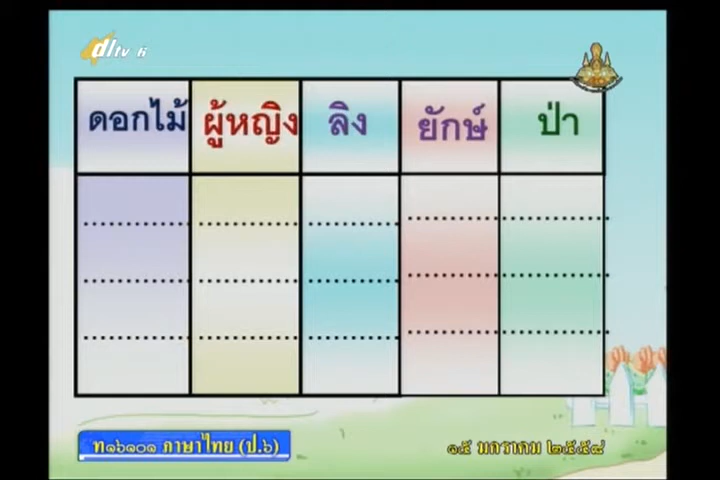 dltv 6
ดอกไม้ ผู้หญิง ลิง ยักษ์ ป่า
ท๑๖๑๐๑ ภาษาไทย (ป.๖)
๑๕ มกราคม ๒๕๕๘